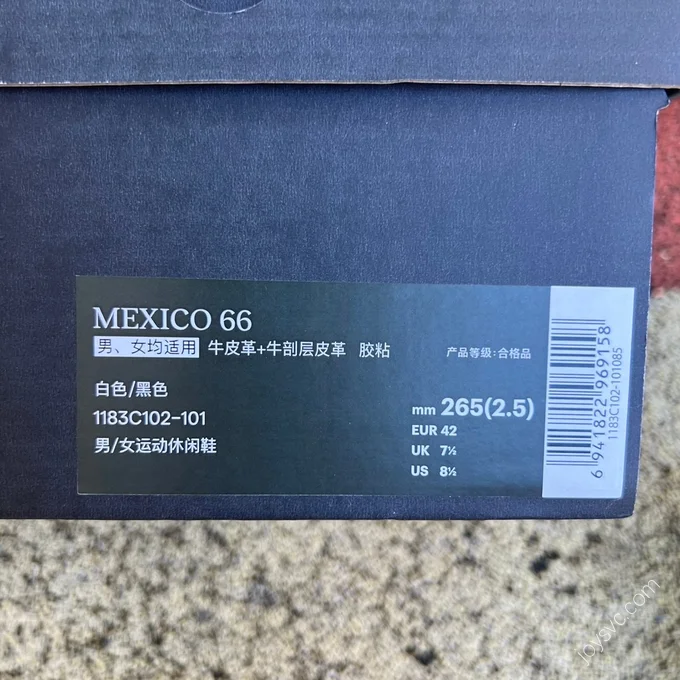 MEXICO 66
男、女均适用 牛皮革+牛剖层皮革 胶粘
产品等级:合格品
白色/黑色
1183C102-101
男/女运动休闲鞋
mm 265(2.5)
EUR 42
UK 7½
US 8½
6 941822 969158
1183C102-101085
joysvc.com